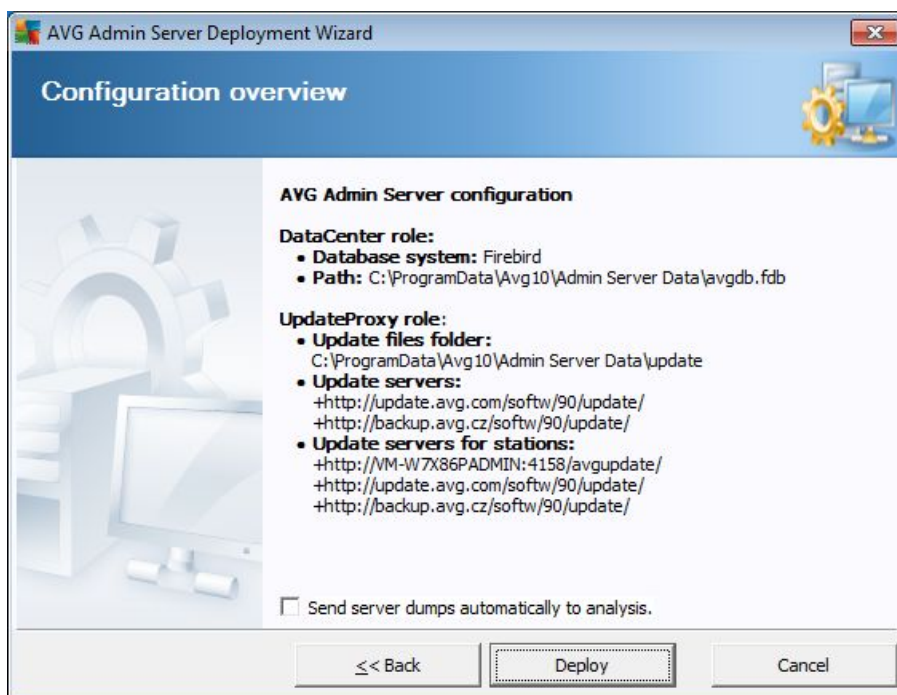 AVG Admin Server Deployment Wizard
Configuration overview
AVG Admin Server configuration
DataCenter role:
• Database system: Firebird
• Path: C:\ProgramData\Avg10\Admin Server Data\avgdb.fdb
UpdateProxy role:
• Update files folder:
C:\ProgramData\Avg10\Admin Server Data\update
• Update servers:
+http://update.avg.com/softw/90/update/
+http://backup.avg.cz/softw/90/update/
• Update servers for stations:
+http://VM-W7X86PADMIN:4158/avgupdate/
+http://update.avg.com/softw/90/update/
+http://backup.avg.cz/softw/90/update/
Send server dumps automatically to analysis.
<< Back
Deploy
Cancel